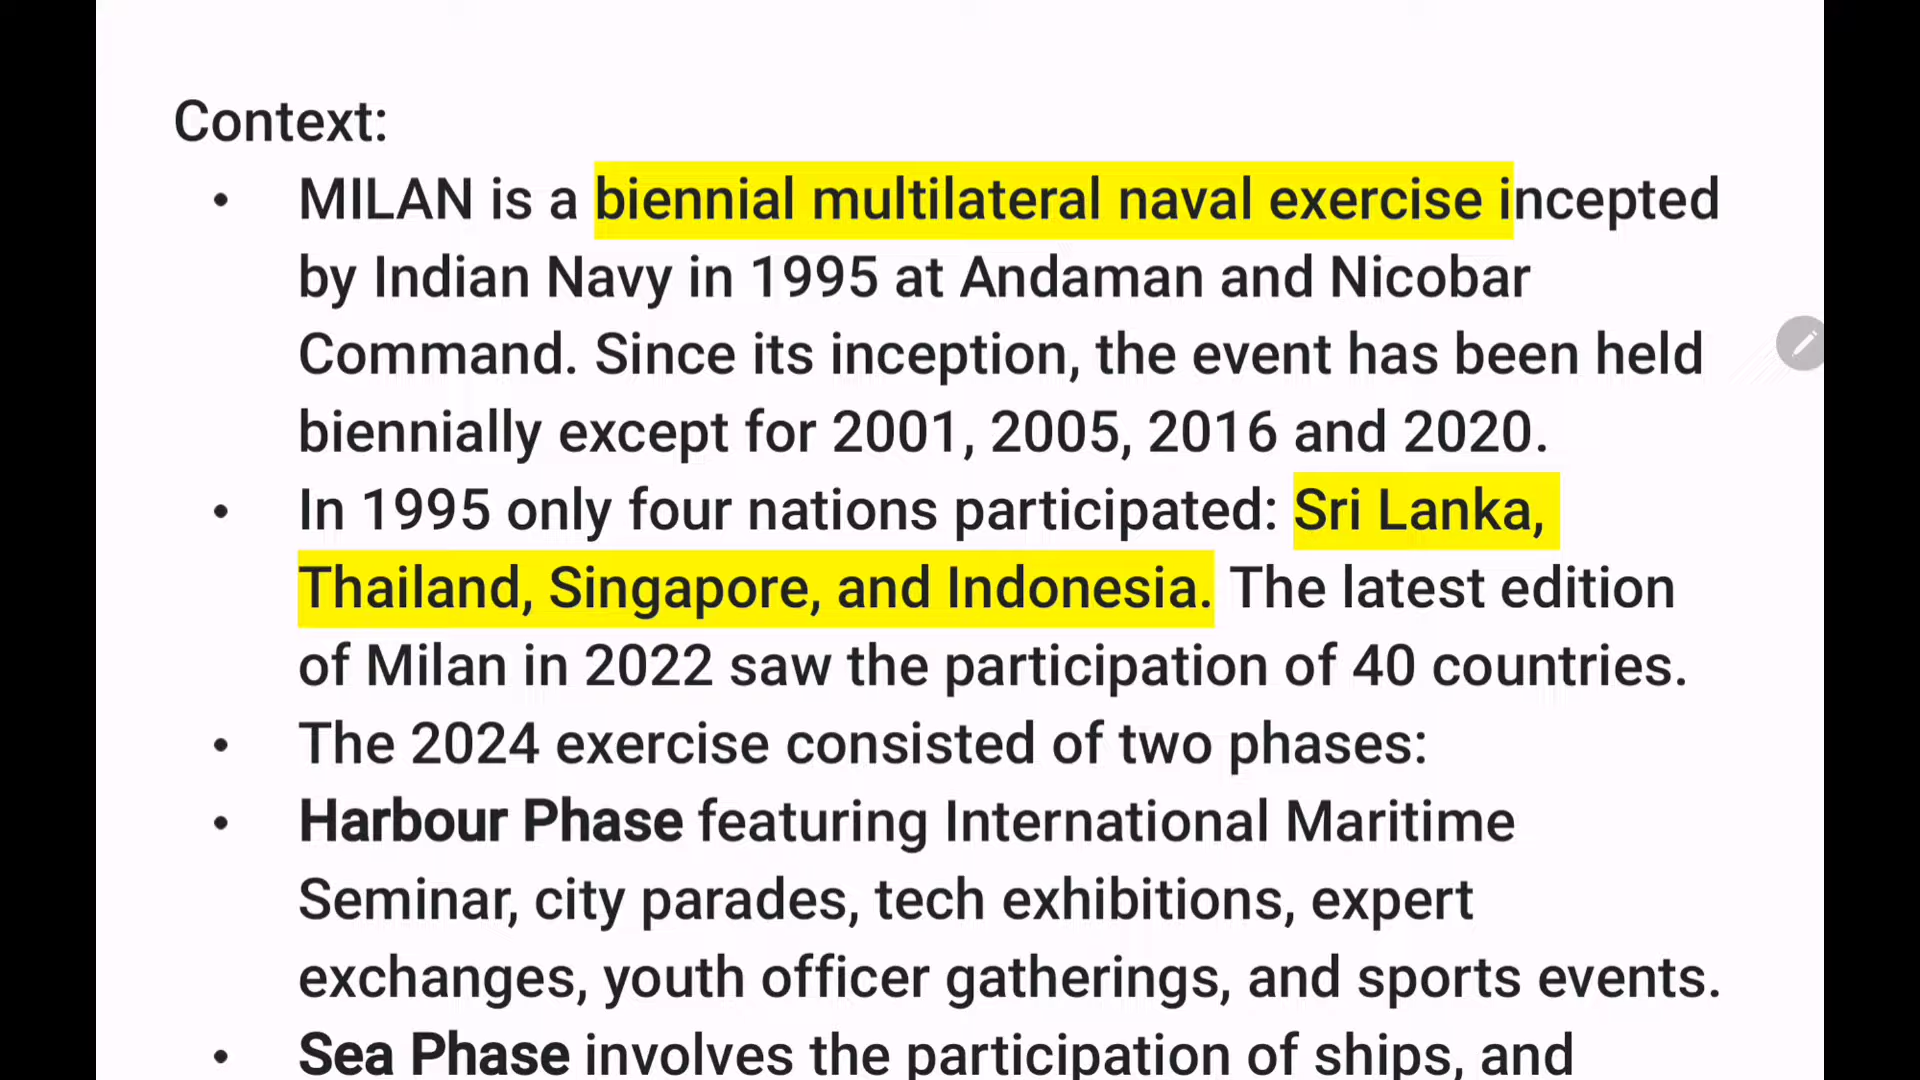 Context:
• MILAN is a biennial multilateral naval exercise incepted
by Indian Navy in 1995 at Andaman and Nicobar
Command. Since its inception, the event has been held
biennially except for 2001, 2005, 2016 and 2020.
• In 1995 only four nations participated: Sri Lanka,
Thailand, Singapore, and Indonesia. The latest edition
of Milan in 2022 saw the participation of 40 countries.
• The 2024 exercise consisted of two phases:
• Harbour Phase featuring International Maritime
Seminar, city parades, tech exhibitions, expert
exchanges, youth officer gatherings, and sports events.
• Sea Phase involves the participation of ships, and